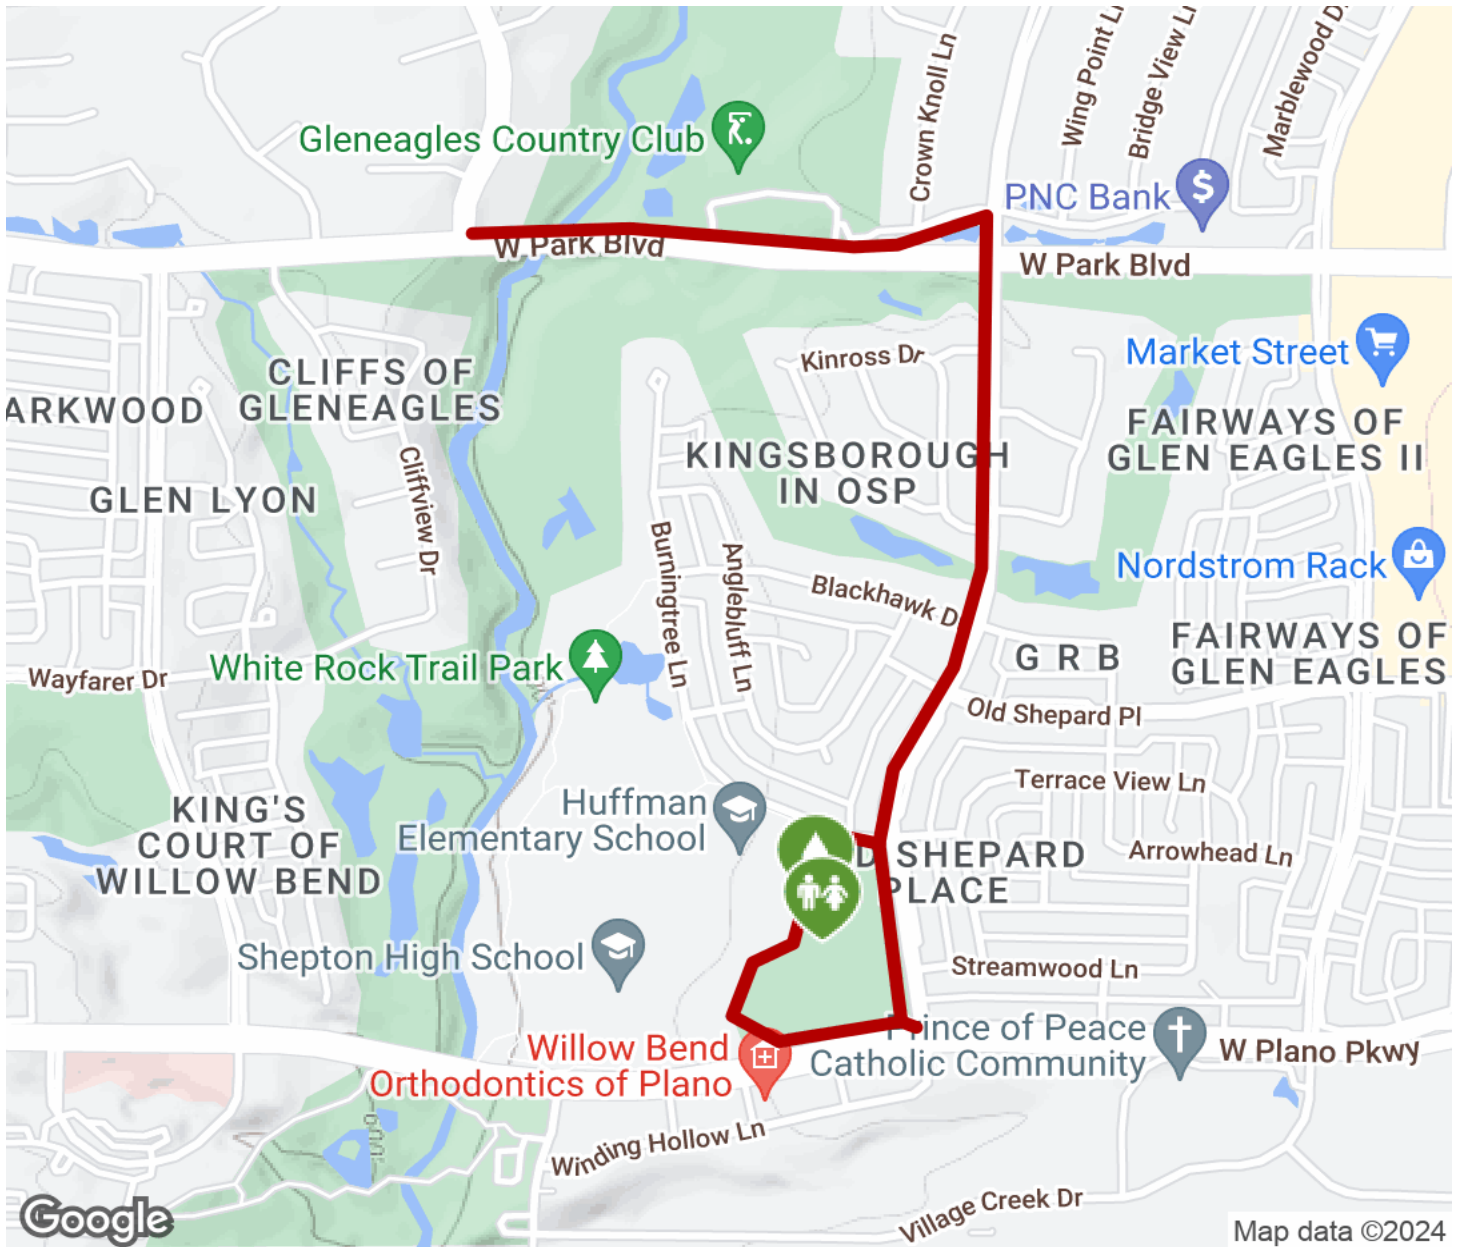 Crown Knoll Ln
Wing Point Ln
Bridge View Ln
Marblewood Dr
Gleneagles Country Club
PNC Bank
W Park Blvd
W Park Blvd
Kinross Dr
Market Street
CLIFFS OF
GLENEAGLES
ARKWOOD
FAIRWAYS OF
GLEN EAGLES II
KINGSBOROUGH
IN OSP
GLEN LYON
Cliffview Dr
Burningtree Ln
Anglebluff Ln
Nordstrom Rack
Blackhawk D
FAIRWAYS OF
GLEN EAGLES
G R B
White Rock Trail Park
Wayfarer Dr
Old Shepard Pl
Terrace View Ln
Huffman
Elementary School
KING'S
COURT OF
WILLOW BEND
D SHEPARD
PLACE
Arrowhead Ln
Shepton High School
Streamwood Ln
Prince of Peace
Catholic Community
W Plano Pkwy
Willow Bend
Orthodontics of Plano
Winding Hollow Ln
Village Creek Dr
Google
Map data ©2024